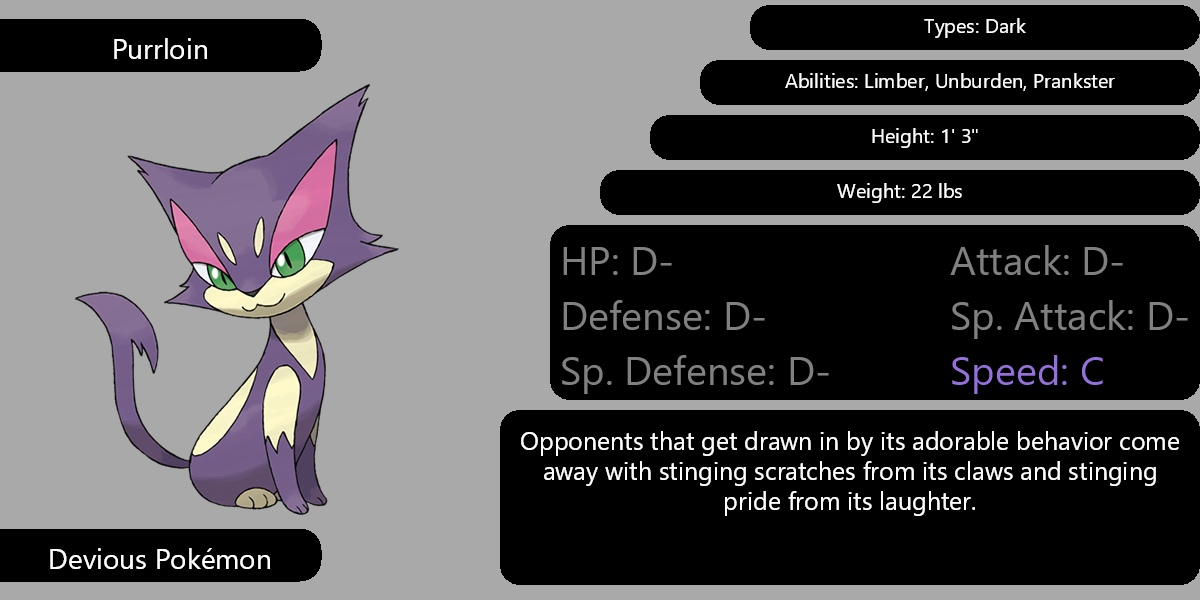 Purrloin
Types: Dark
Abilities: Limber, Unburden, Prankster
Height: 1' 3"
Weight: 22 lbs
HP: D-
Attack: D-
Defense: D-
Sp. Attack: D-
Sp. Defense: D-
Speed: C
Opponents that get drawn in by its adorable behavior come
away with stinging scratches from its claws and stinging
pride from its laughter.
Devious Pokémon